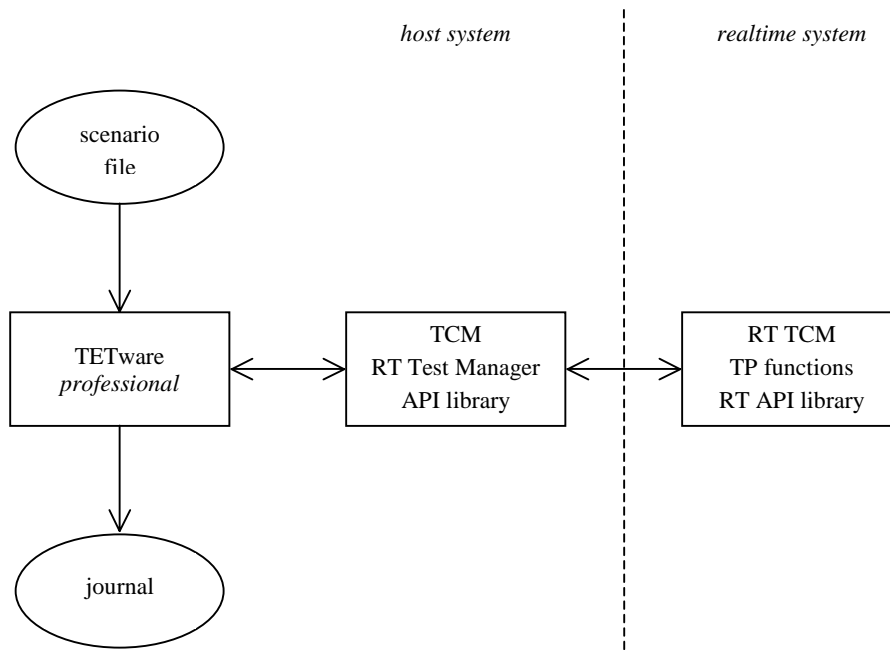 host system
realtime system
scenario
file
TETware
professional
TCM
RT Test Manager
API library
RT TCM
TP functions
RT API library
journal